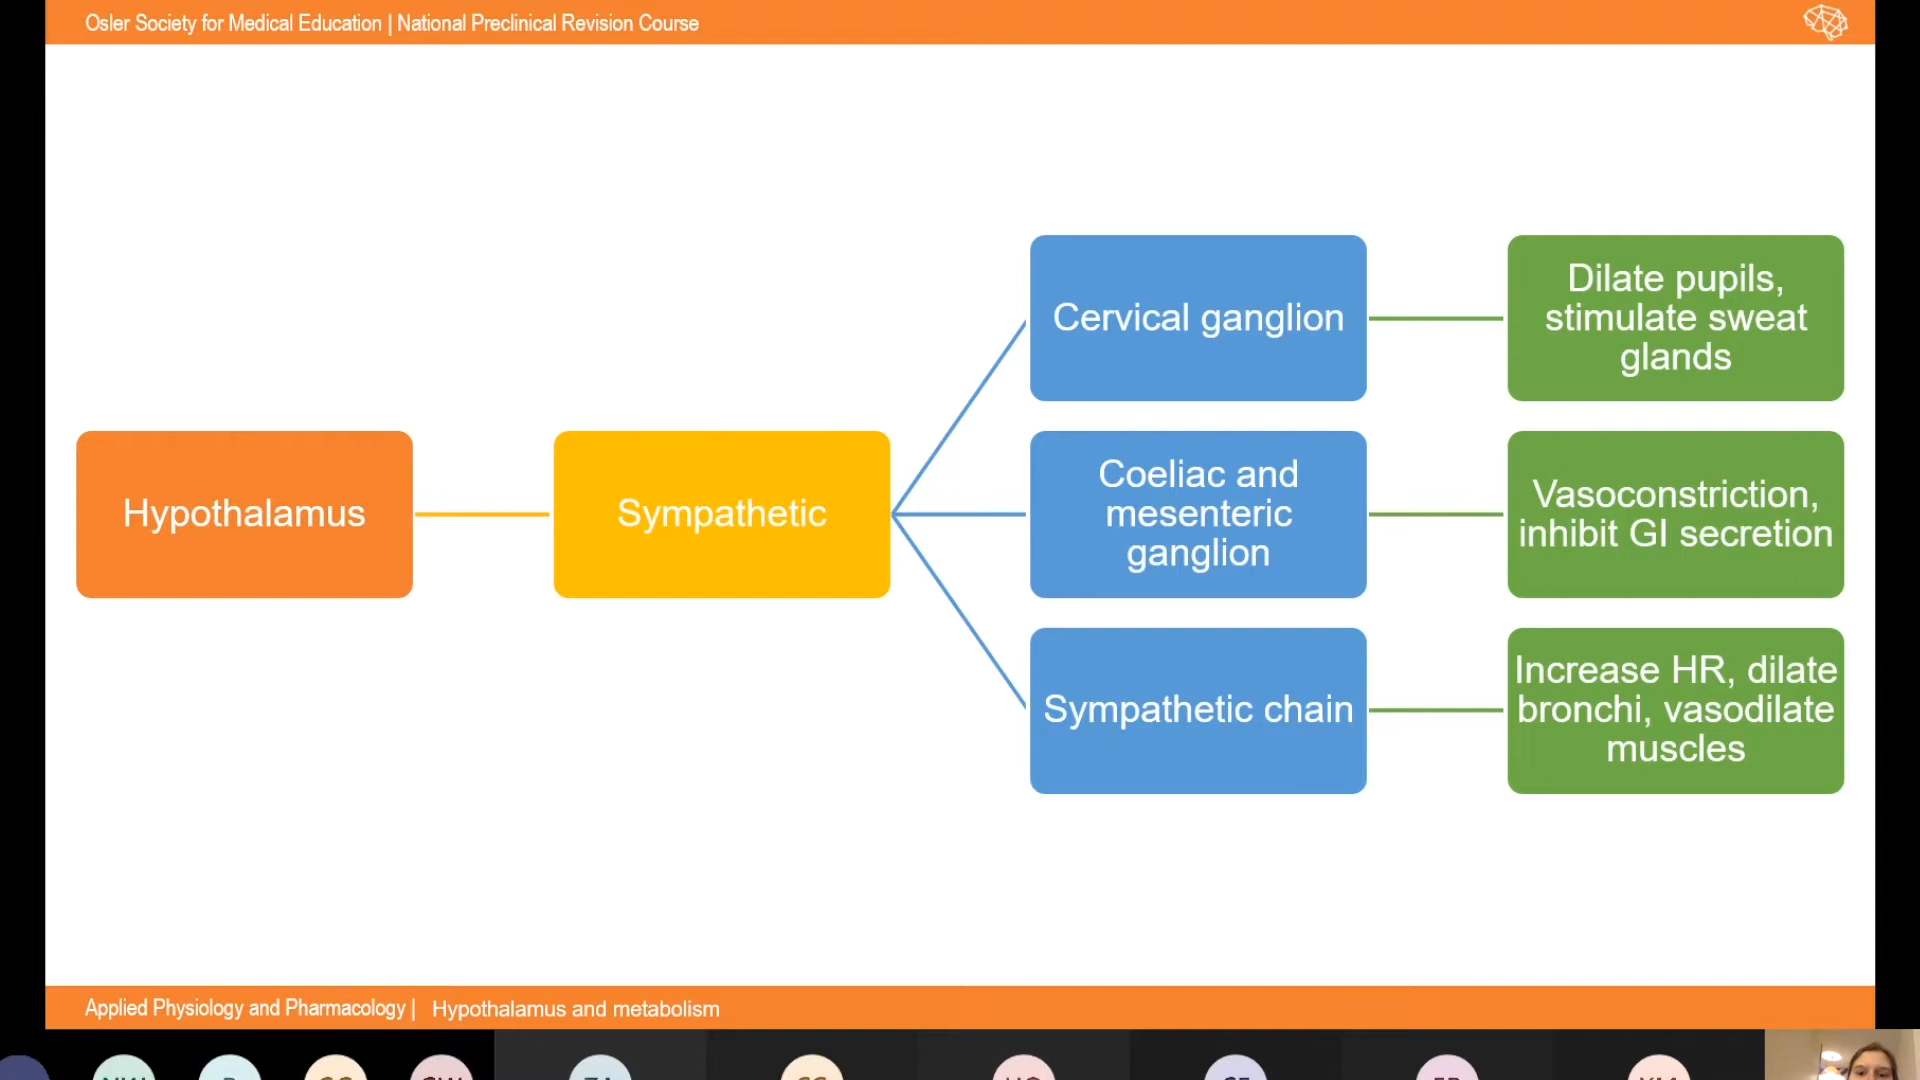 Osler Society for Medical Education | National Preclinical Revision Course
Hypothalamus
Sympathetic
Cervical ganglion
Dilate pupils,
stimulate sweat
glands
Coeliac and
mesenteric
ganglion
Vasoconstriction,
inhibit GI secretion
Sympathetic chain
Increase HR, dilate
bronchi, vasodilate
muscles
Applied Physiology and Pharmacology | Hypothalamus and metabolism